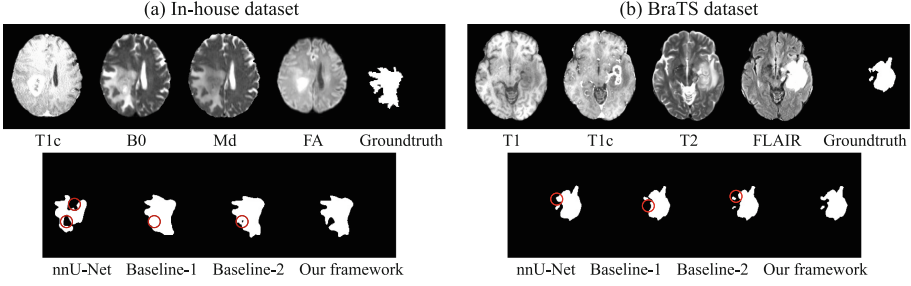 (a) In-house dataset
T1c B0 Md FA Groundtruth
nnU-Net Baseline-1 Baseline-2 Our framework
(b) BraTS dataset
T1 T1c T2 FLAIR Groundtruth
nnU-Net Baseline-1 Baseline-2 Our framework